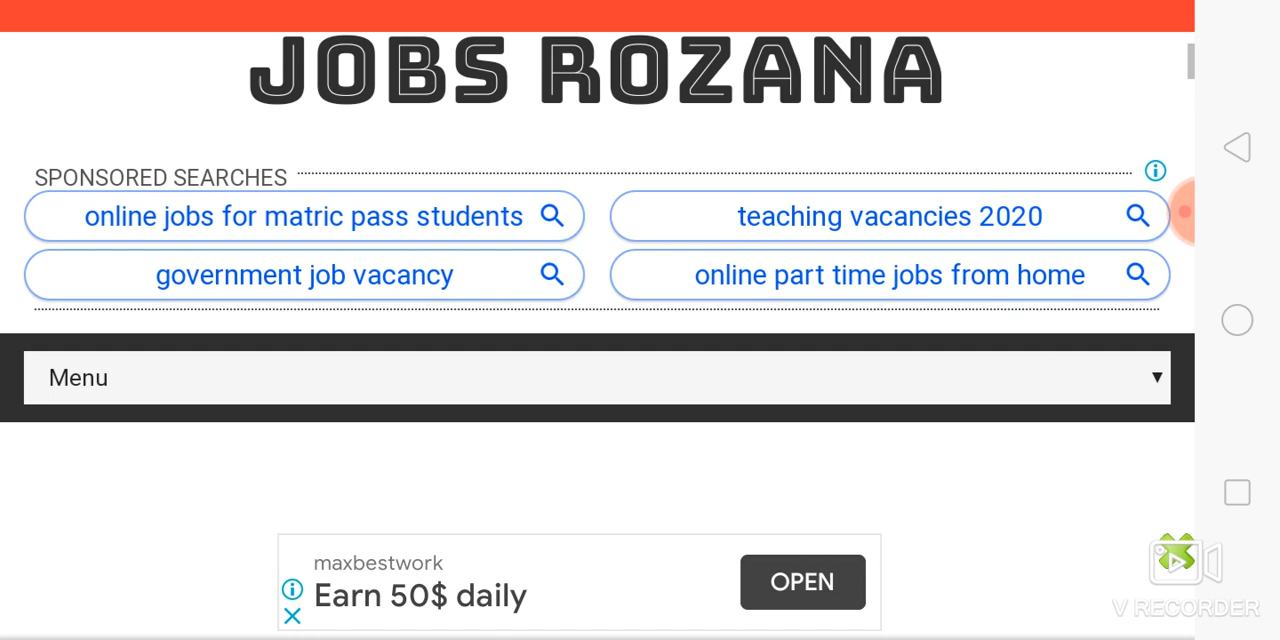 JOBS ROZANA
SPONSORED SEARCHES
online jobs for matric pass students
teaching vacancies 2020
government job vacancy
online part time jobs from home
Menu
maxbestwork
Earn 50$ daily
OPEN
V RECORDER